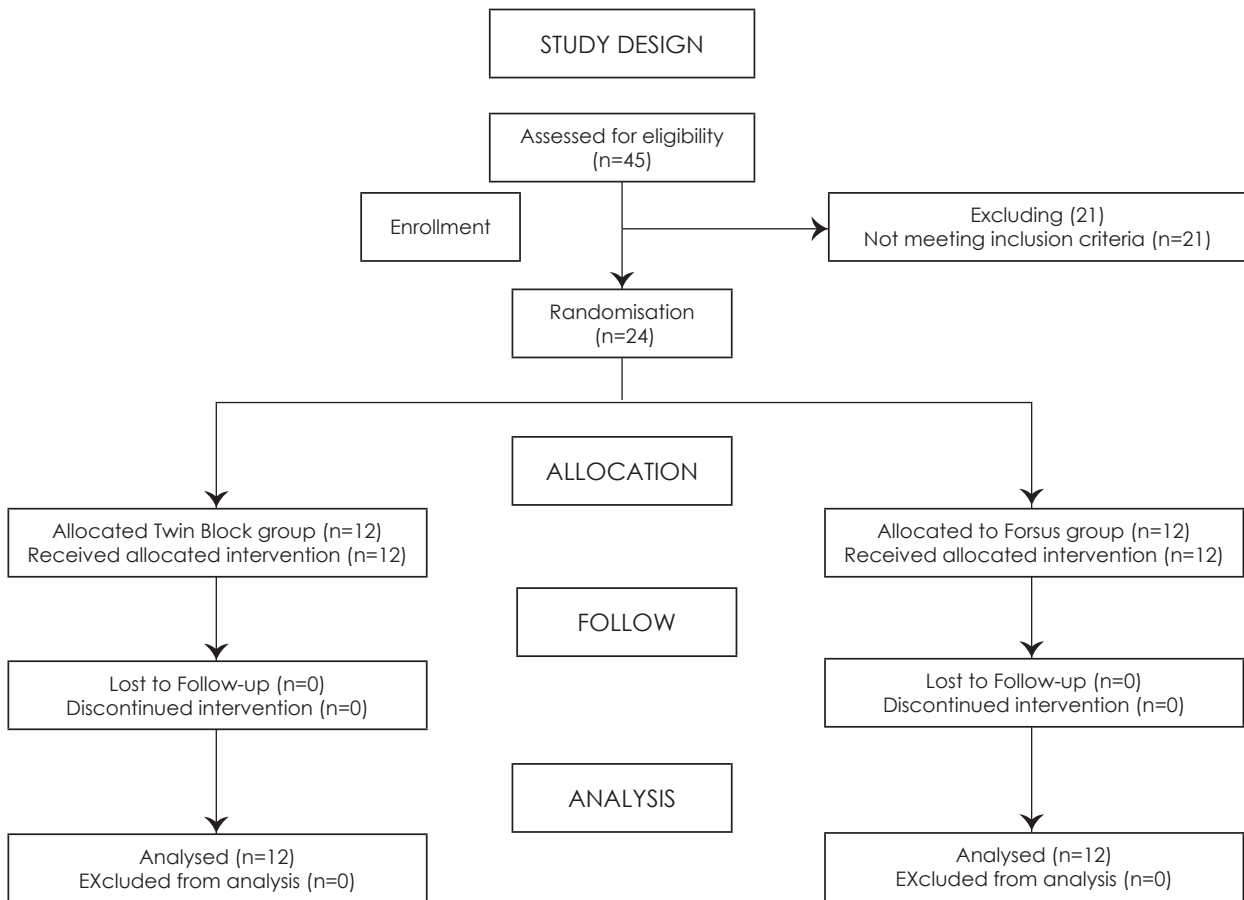 STUDY DESIGN
Assessed for eligibility
(n=45)
Enrollment
Excluding (21)
Not meeting inclusion criteria (n=21)
Randomisation
(n=24)
ALLOCATION
Allocated Twin Block group (n=12)
Received allocated intervention (n=12)
Allocated to Forsus group (n=12)
Received allocated intervention (n=12)
FOLLOW
Lost to Follow-up (n=0)
Discontinued intervention (n=0)
Lost to Follow-up (n=0)
Discontinued intervention (n=0)
ANALYSIS
Analysed (n=12)
EXcluded from analysis (n=0)
Analysed (n=12)
EXcluded from analysis (n=0)